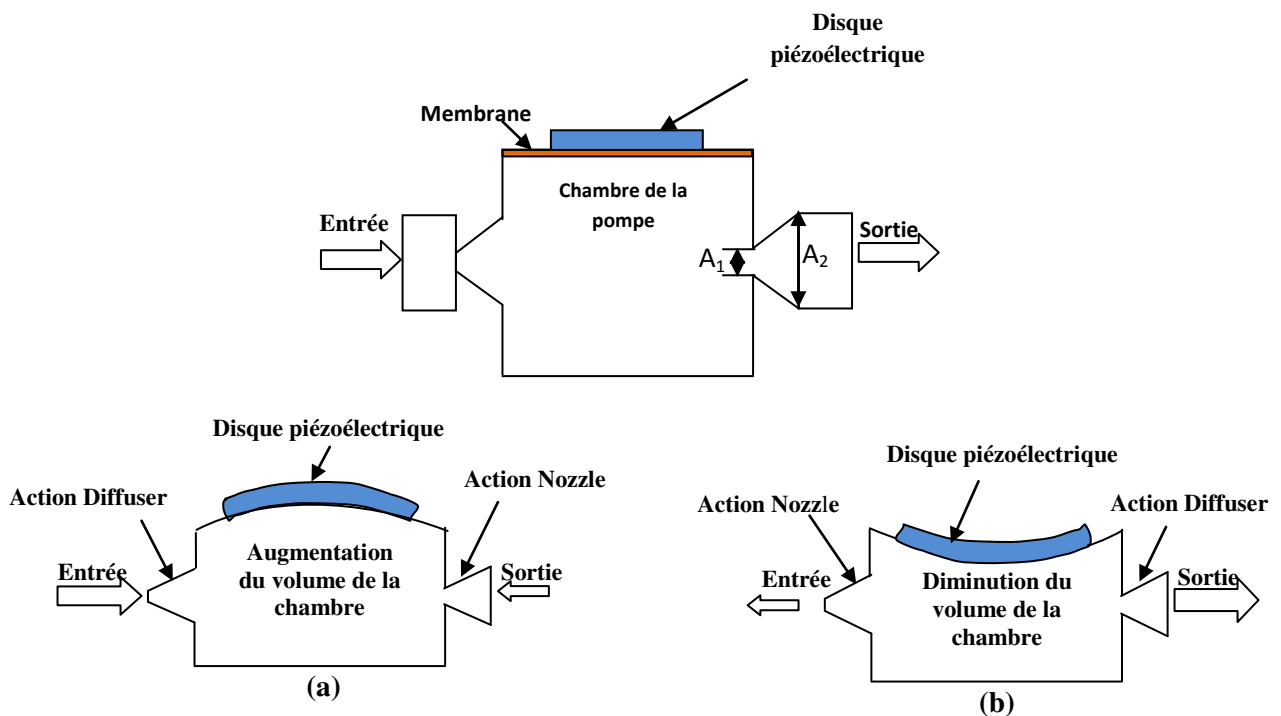 Disque
piézoélectrique
Membrane
Chambre de la
pompe
Entrée
Sortie
A₁
A₂
Disque piézoélectrique
Action Diffuser
Action Nozzle
Augmentation
du volume de la
chambre
Entrée
Sortie
(a)
Disque piézoélectrique
Action Nozzle
Action Diffuser
Entrée
Sortie
Diminution du
volume de la
chambre
(b)